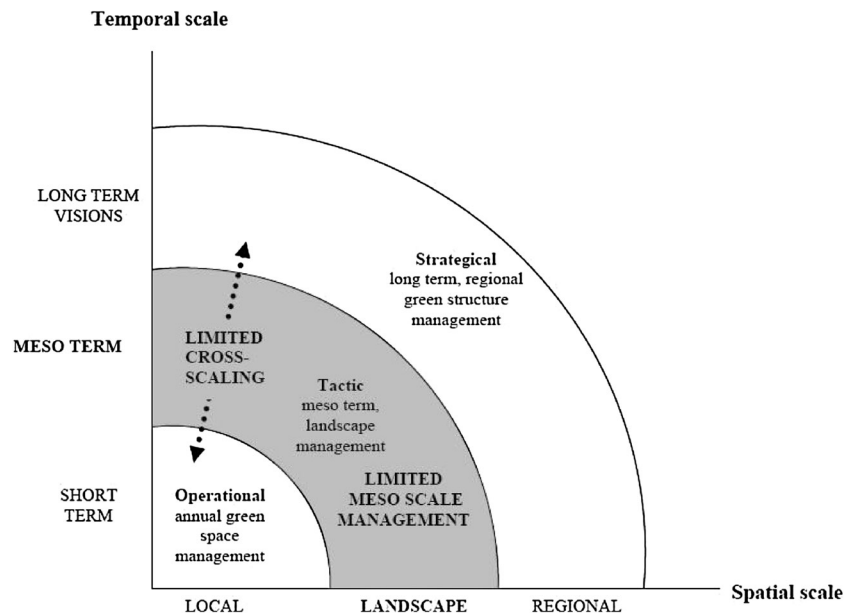 Temporal scale
LONG TERM
VISIONS
Strategical
long term, regional
green structure
management
MESO TERM
LIMITED
CROSS-
SCALING
Tactic
meso term,
landscape
management
SHORT
TERM
Operational
annual green
space
management
LIMITED
MESO SCALE
MANAGEMENT
LOCAL
LANDSCAPE
REGIONAL
Spatial scale